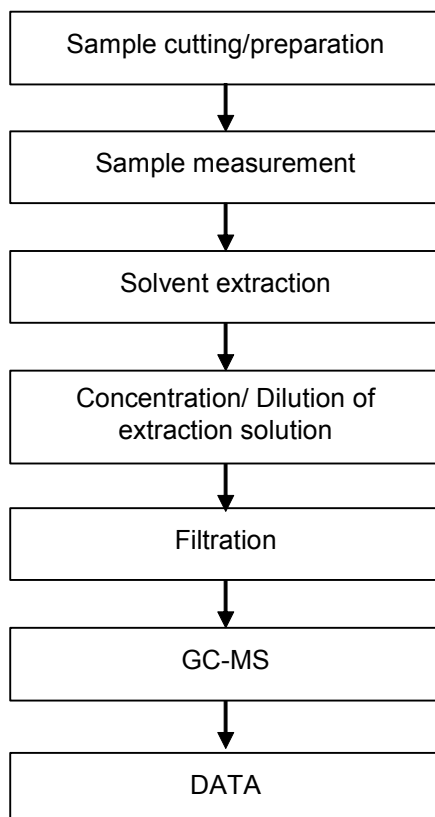 Sample cutting/preparation
Sample measurement
Solvent extraction
Concentration/ Dilution of
extraction solution
Filtration
GC-MS
DATA